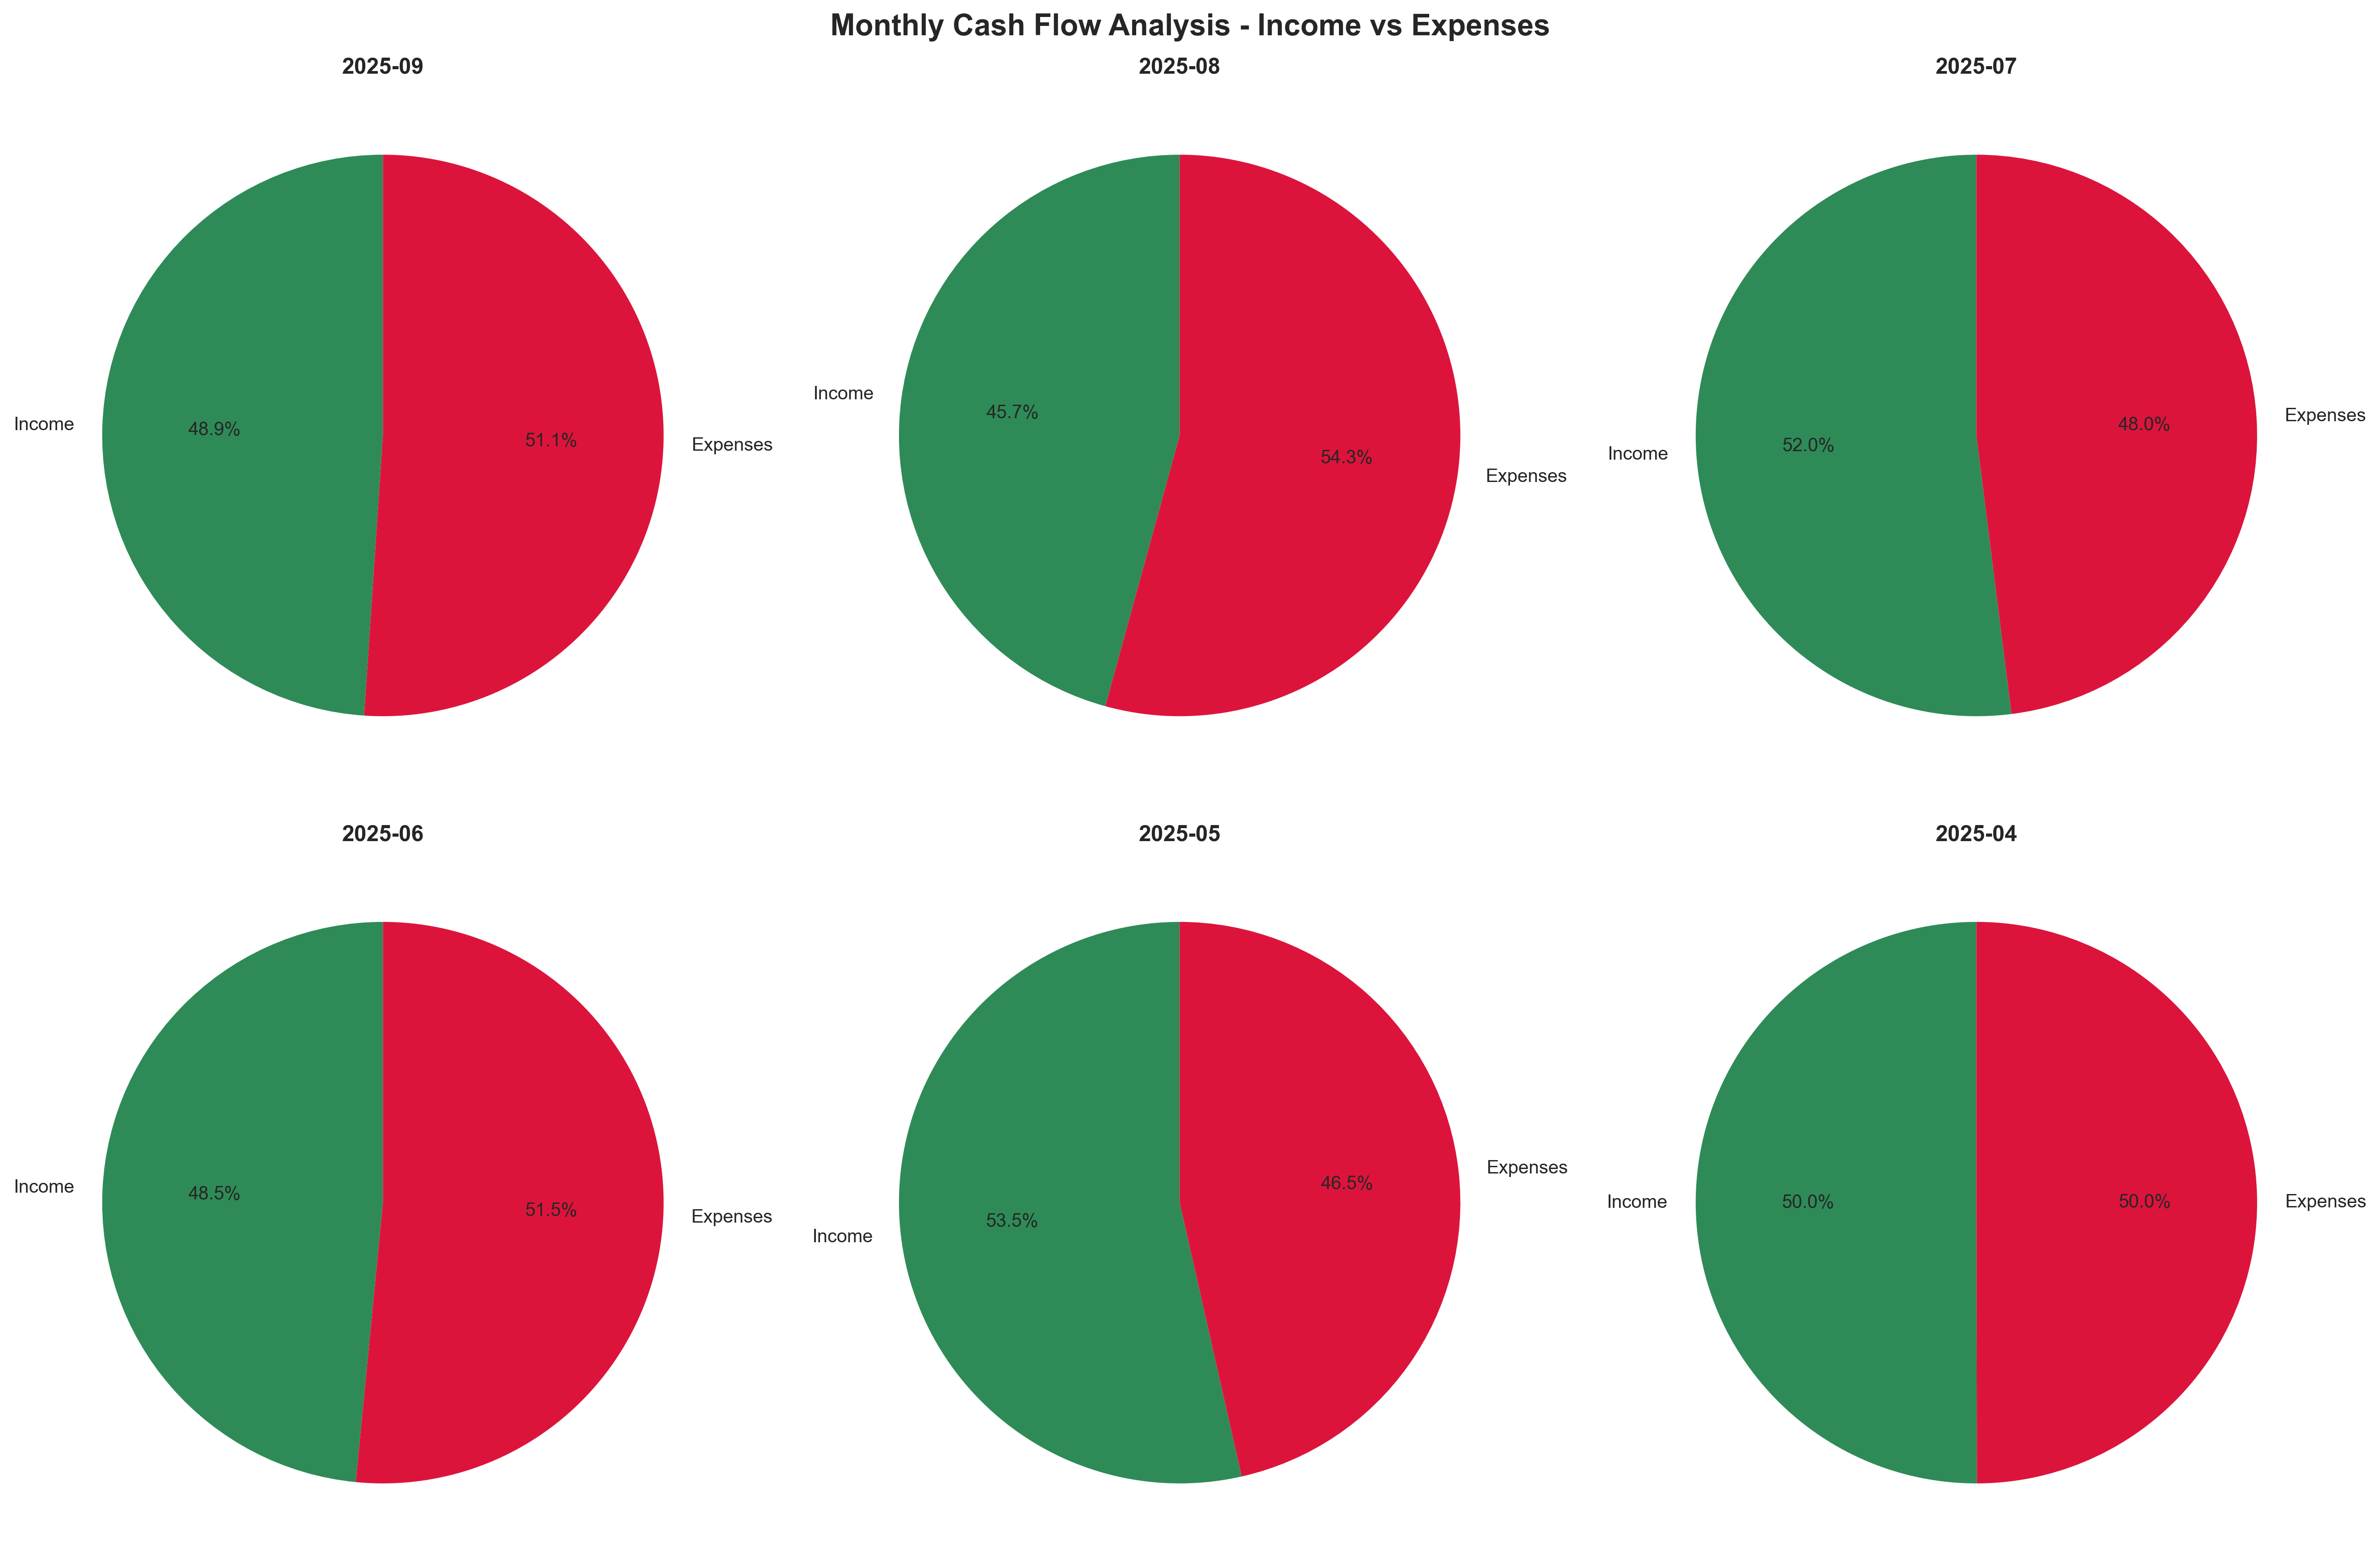 Monthly Cash Flow Analysis - Income vs Expenses
2025-09
Income
48.9%
51.1%
Expenses
2025-08
Income
45.7%
54.3%
Expenses
2025-07
Income
52.0%
48.0%
Expenses
2025-06
Income
48.5%
51.5%
Expenses
2025-05
Income
53.5%
46.5%
Expenses
2025-04
Income
50.0%
50.0%
Expenses